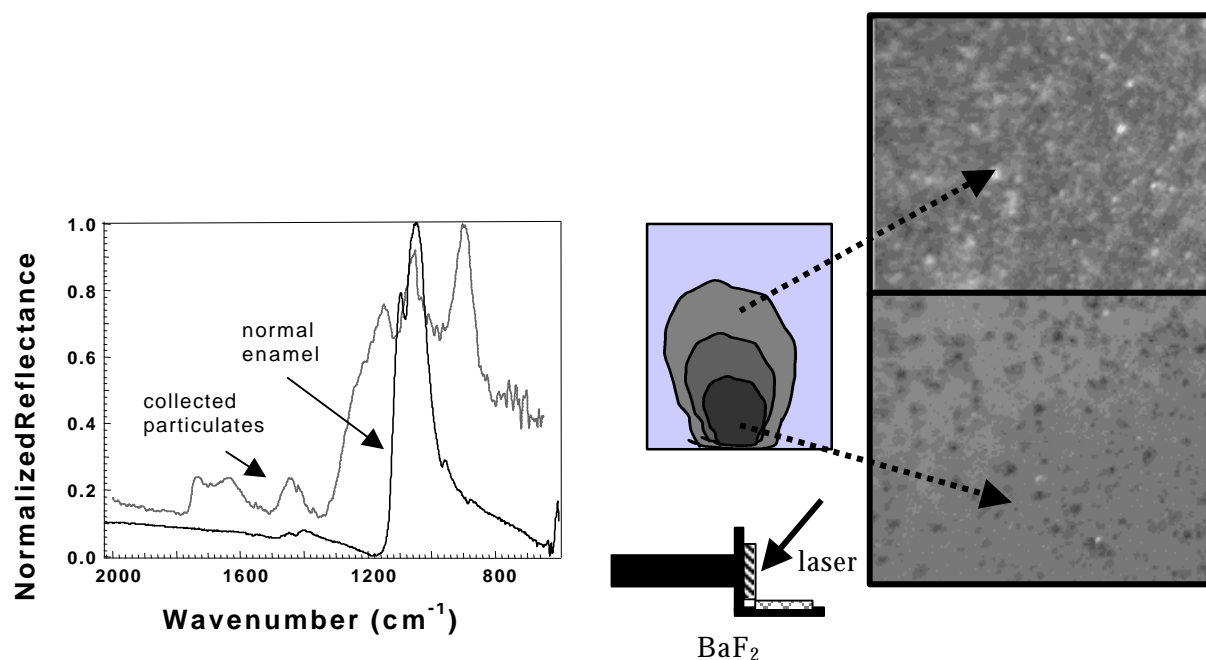 1.0
0.8
0.6
0.4
0.2
0.0
2000 1600 1200 800
NormalizedReflectance
Wavenumber (cm⁻¹)
normal
enamel
collected
particulates
laser
BaF₂